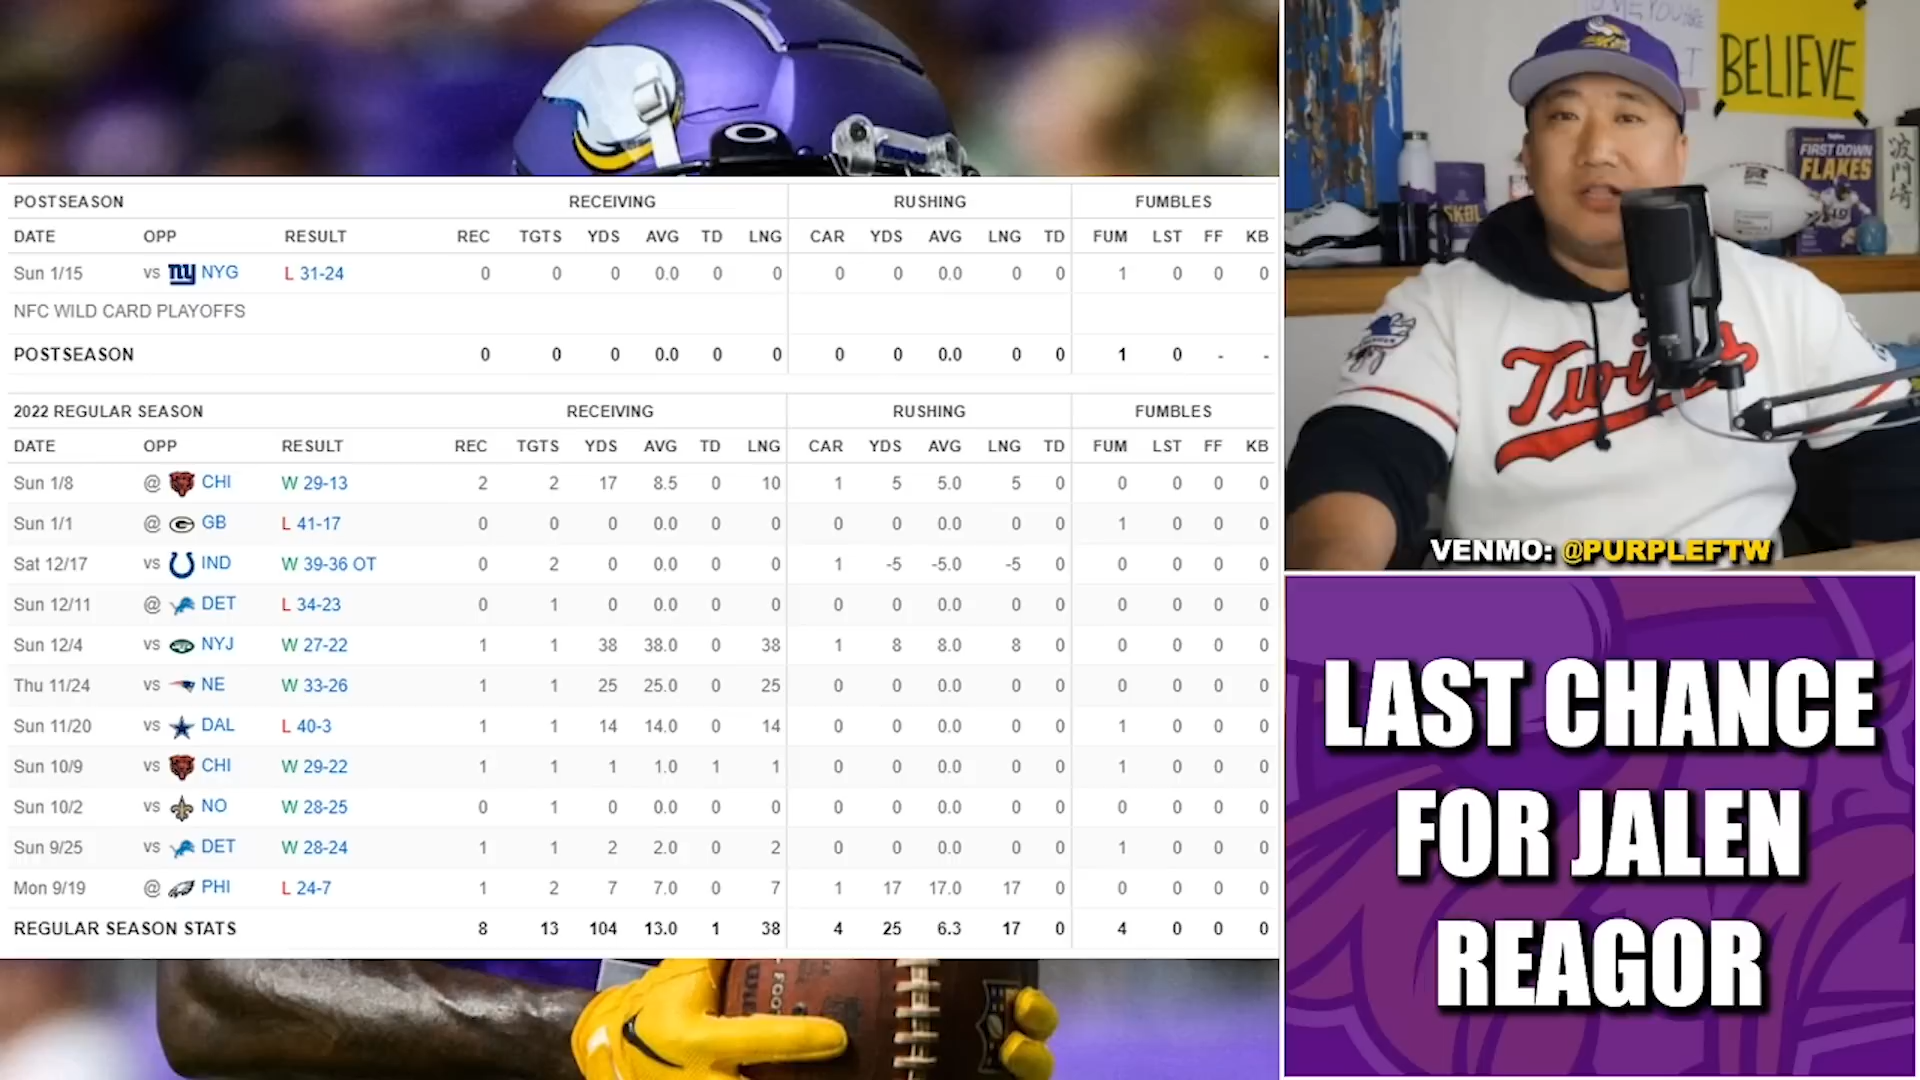 POSTSEASON RECEIVING RUSHING FUMBLES
DATE OPP RESULT REC TGTS YDS AVG TD LNG CAR YDS AVG LNG TD FUM LST FF KB
Sun 1/15 vs NYG L 31-24 0 0 0 0.0 0 0 0 0 0.0 0 0 1 0 0 0
NFC WILD CARD PLAYOFFS
POSTSEASON 0 0 0 0.0 0 0 0 0 0.0 0 0 1 0 - -
2022 REGULAR SEASON RECEIVING RUSHING FUMBLES
DATE OPP RESULT REC TGTS YDS AVG TD LNG CAR YDS AVG LNG TD FUM LST FF KB
Sun 1/8 @ CHI W 29-13 2 2 17 8.5 0 10 1 5 5.0 5 0 0 0 0 0
Sun 1/1 @ GB L 41-17 0 0 0 0.0 0 0 0 0 0.0 0 0 1 0 0 0
Sat 12/17 vs IND W 39-36 OT 0 2 0 0.0 0 0 1 -5 -5.0 -5 0 0 0 0 0
Sun 12/11 @ DET L 34-23 0 1 0 0.0 0 0 0 0 0.0 0 0 0 0 0 0
Sun 12/4 vs NYJ W 27-22 1 1 38 38.0 0 38 1 8 8.0 8 0 0 0 0 0
Thu 11/24 vs NE W 33-26 1 1 25 25.0 0 25 0 0 0.0 0 0 0 0 0 0
Sun 11/20 vs DAL L 40-3 1 1 14 14.0 0 14 0 0 0.0 0 0 1 0 0 0
Sun 10/9 vs CHI W 29-22 1 1 1 1.0 1 1 0 0 0.0 0 0 1 0 0 0
Sun 10/2 vs NO W 28-25 0 1 0 0.0 0 0 0 0 0.0 0 0 0 0 0 0
Sun 9/25 vs DET W 28-24 1 1 2 2.0 0 2 0 0 0.0 0 0 1 0 0 0
Mon 9/19 @ PHI L 24-7 1 2 7 7.0 0 7 1 17 17.0 17 0 0 0 0 0
REGULAR SEASON STATS 8 13 104 13.0 1 38 4 25 6.3 17 0 4 0 0 0
BELIEVE
FIRST DOWN
FLAKES
SKOL
Twins
VENMO: @PURPLEFTW
LAST CHANCE
FOR JALEN
REAGOR